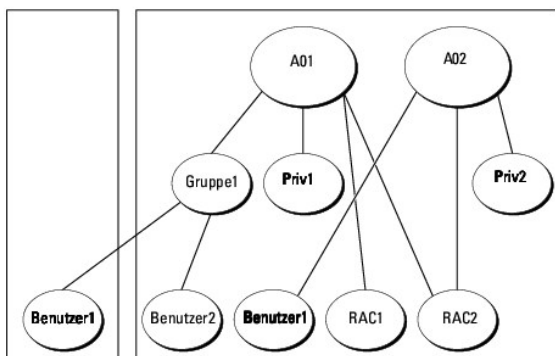 A01
A02
Gruppe1
Priv1
Priv2
Benutzer1
Benutzer2
Benutzer1
RAC1
RAC2